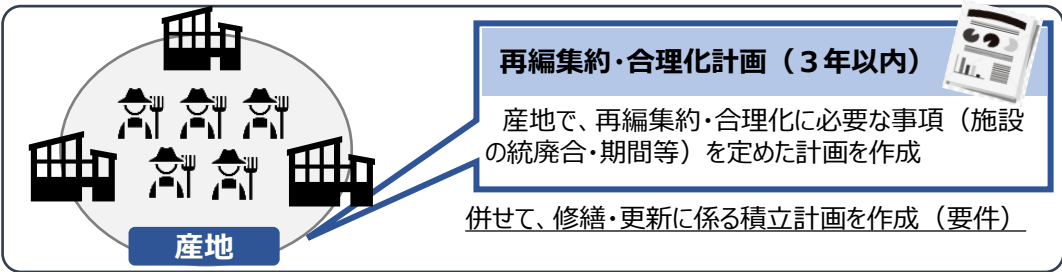 再編集約・合理化計画（３年以内）
産地で、再編集約・合理化に必要な事項（施設
の統廃合・期間等）を定めた計画を作成
併せて、修繕・更新に係る積立計画を作成（要件）
産地